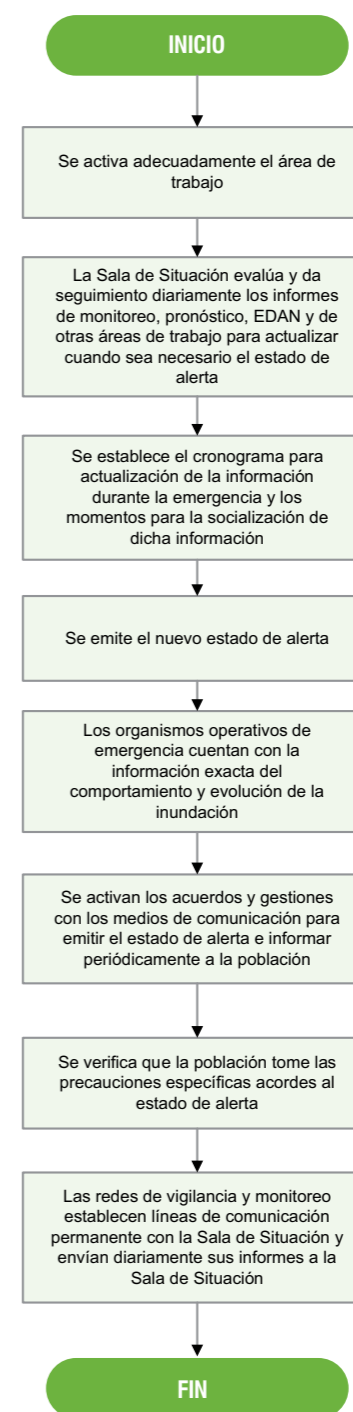 INICIO
Se activa adecuadamente el área de
trabajo
La Sala de Situación evalúa y da
seguimiento diariamente los informes
de monitoreo, pronóstico, EDAN y de
otras áreas de trabajo para actualizar
cuando sea necesario el estado de
alerta
Se establece el cronograma para
actualización de la información
durante la emergencia y los
momentos para la socialización de
dicha información
Se emite el nuevo estado de alerta
Los organismos operativos de
emergencia cuentan con la
información exacta del
comportamiento y evolución de la
inundación
Se activan los acuerdos y gestiones
con los medios de comunicación para
emitir el estado de alerta e informar
periódicamente a la población
Se verifica que la población tome las
precauciones específicas acordes al
estado de alerta
Las redes de vigilancia y monitoreo
establecen líneas de comunicación
permanente con la Sala de Situación y
envían diariamente sus informes a la
Sala de Situación
FIN